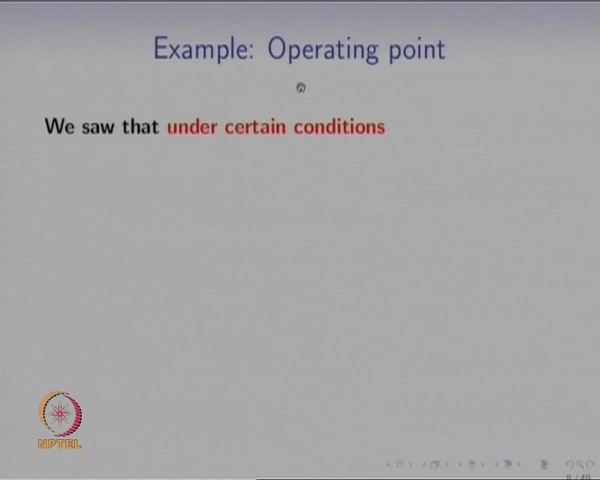 Example: Operating point
We saw that under certain conditions
NPTEL